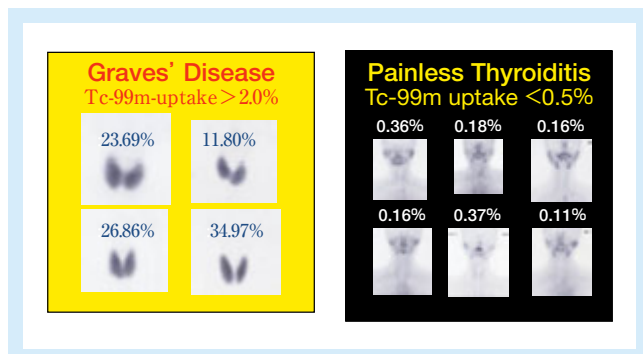 Graves’ Disease
Tc-99m-uptake＞2.0%
23.69% 11.80%
26.86% 34.97%
Painless Thyroiditis
Tc-99m uptake <0.5%
0.36% 0.18% 0.16%
0.16% 0.37% 0.11%